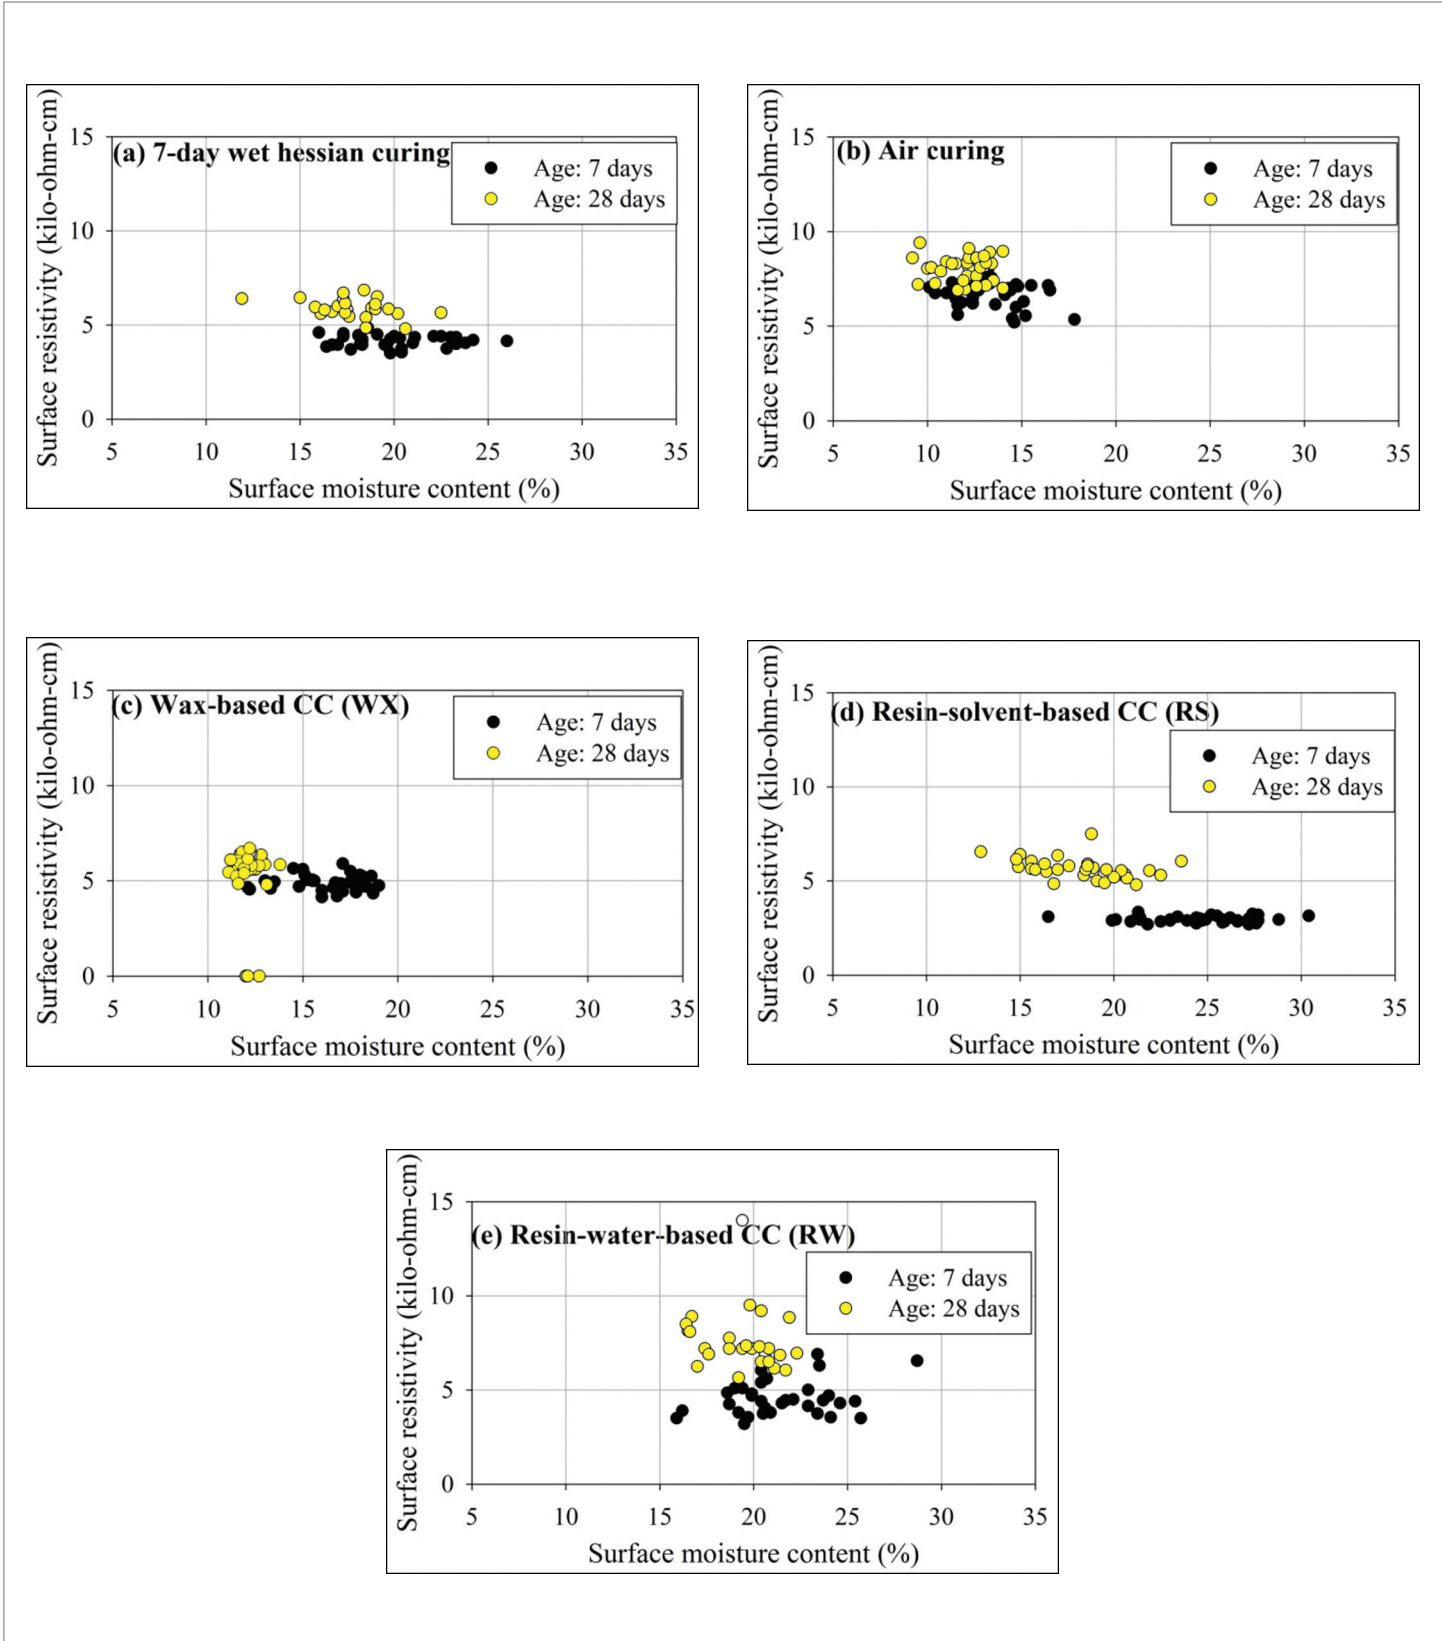 Surface resistivity (kilo-ohm-cm)
15
10
5
0
(a) 7-day wet hessian curing
Age: 7 days
Age: 28 days
5 10 15 20 25 30 35
Surface moisture content (%)
Surface resistivity (kilo-ohm-cm)
15
10
5
0
(b) Air curing
Age: 7 days
Age: 28 days
5 10 15 20 25 30 35
Surface moisture content (%)
Surface resistivity (kilo-ohm-cm)
15
10
5
0
(c) Wax-based CC (WX)
Age: 7 days
Age: 28 days
5 10 15 20 25 30 35
Surface moisture content (%)
Surface resistivity (kilo-ohm-cm)
15
10
5
0
(d) Resin-solvent-based CC (RS)
Age: 7 days
Age: 28 days
5 10 15 20 25 30 35
Surface moisture content (%)
Surface resistivity (kilo-ohm-cm)
15
10
5
0
(e) Resin-water-based CC (RW)
Age: 7 days
Age: 28 days
5 10 15 20 25 30 35
Surface moisture content (%)